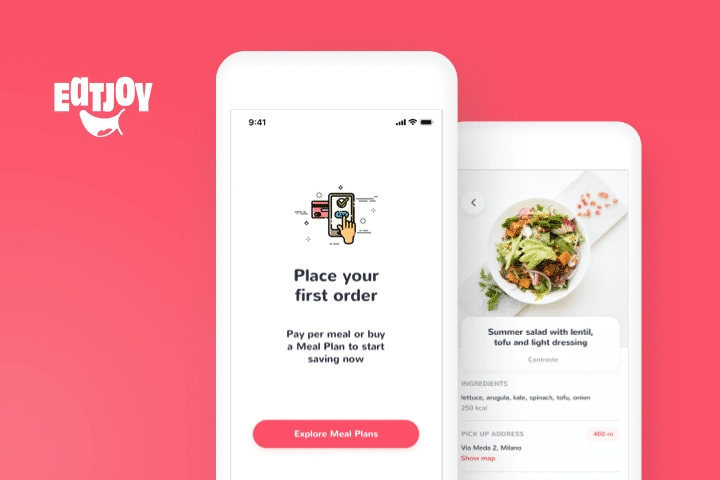 EatJOY
9:41
Place your
first order
Pay per meal or buy
a Meal Plan to start
saving now
Explore Meal Plans
Summer salad with lentil,
tofu and light dressing
Contraste
INGREDIENTS
lettuce, arugula, kale, spinach, tofu, onion
250 kcal
PICK UP ADDRESS 400 m
Via Meda 2, Milano
Show map